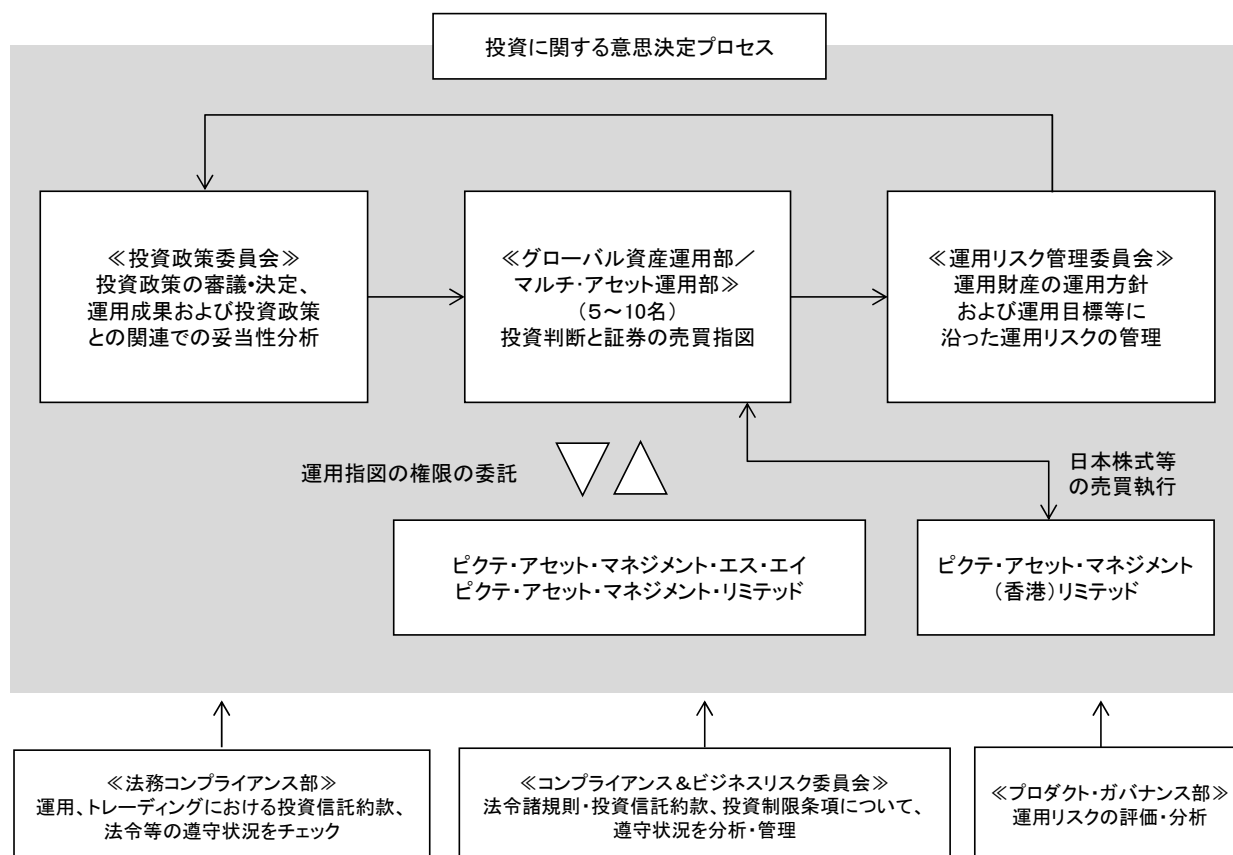 投資に関する意思決定プロセス
≪投資政策委員会≫
投資政策の審議・決定、
運用成果および投資政策
との関連での妥当性分析
≪グローバル資産運用部／
マルチ・アセット運用部≫
（５～10名）
投資判断と証券の売買指図
≪運用リスク管理委員会≫
運用財産の運用方針
および運用目標等に
沿った運用リスクの管理
運用指図の権限の委託
日本株式等
の売買執行
ピクテ・アセット・マネジメント・エス・エイ
ピクテ・アセット・マネジメント・リミテッド
ピクテ・アセット・マネジメント
（香港）リミテッド
≪法務コンプライアンス部≫
運用、トレーディングにおける投資信託約款、
法令等の遵守状況をチェック
≪コンプライアンス＆ビジネスリスク委員会≫
法令諸規則・投資信託約款、投資制限条項について、
遵守状況を分析・管理
≪プロダクト・ガバナンス部≫
運用リスクの評価・分析